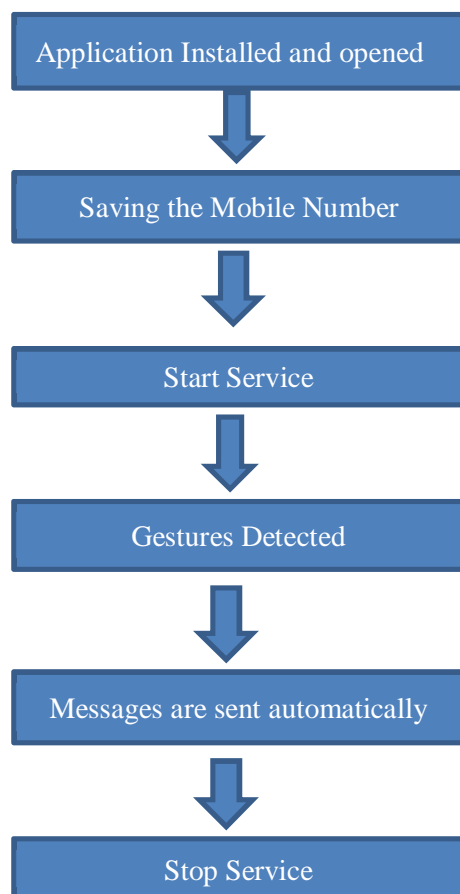 Application Installed and opened
Saving the Mobile Number
Start Service
Gestures Detected
Messages are sent automatically
Stop Service